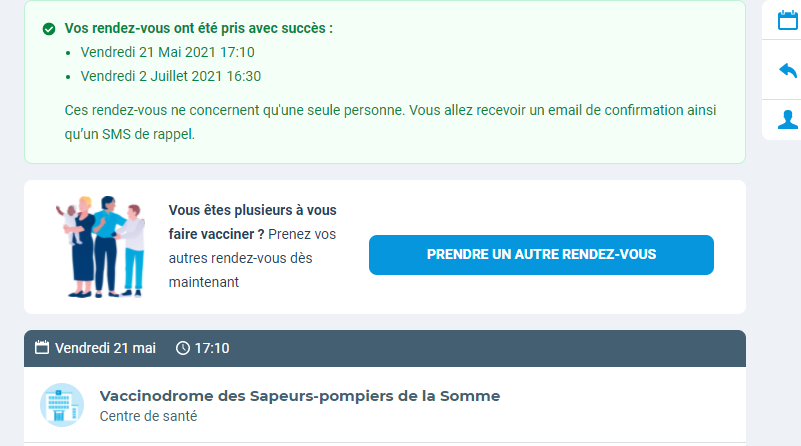 Vos rendez-vous ont été pris avec succès :
• Vendredi 21 Mai 2021 17:10
• Vendredi 2 Juillet 2021 16:30
Ces rendez-vous ne concernent qu'une seule personne. Vous allez recevoir un email de confirmation ainsi
qu’un SMS de rappel.
Vous êtes plusieurs à vous
faire vacciner ? Prenez vos
autres rendez-vous dès
maintenant
PRENDRE UN AUTRE RENDEZ-VOUS
Vendredi 21 mai 17:10
Vaccinodrome des Sapeurs-pompiers de la Somme
Centre de santé